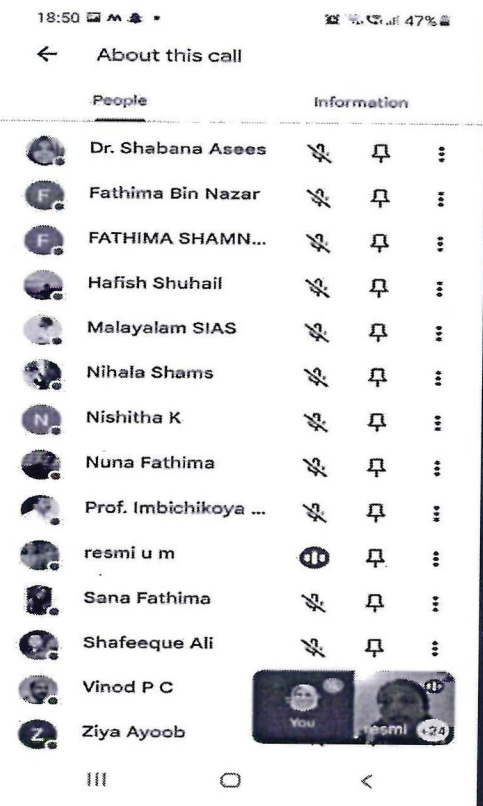 18:50
47%
About this call
People Information
Dr. Shabana Asees
F Fathima Bin Nazar
F FATHIMA SHAMN...
Hafish Shuhail
Malayalam SIAS
Nihala Shams
N Nishitha K
Nuna Fathima
Prof. Imbichikoya ...
resmi u m
Sana Fathima
Shafeeque Ali
Vinod P C
You
resmi +24
Z Ziya Ayoob